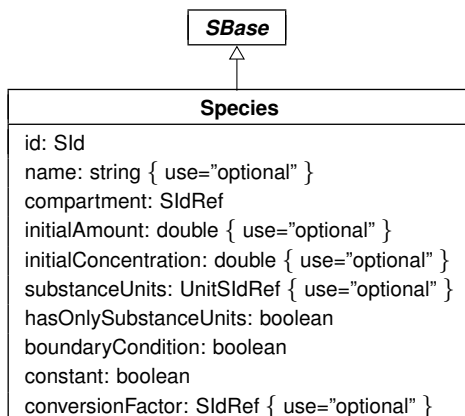 SBase
Species
id: SId
name: string { use=”optional” }
compartment: SIdRef
initialAmount: double { use=”optional” }
initialConcentration: double { use=”optional” }
substanceUnits: UnitSIdRef { use=”optional” }
hasOnlySubstanceUnits: boolean
boundaryCondition: boolean
constant: boolean
conversionFactor: SIdRef { use=”optional” }